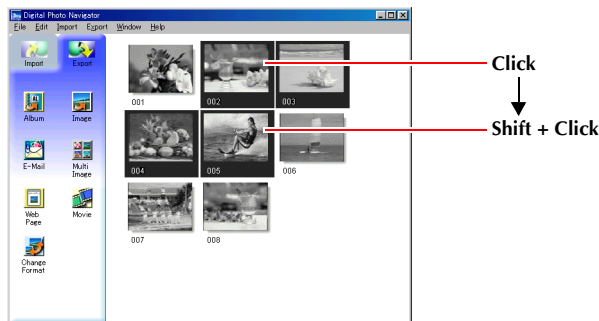 Digital Photo Navigator
File Edit Import Export Window Help
Import Export
Album Image
E-Mail Multi Image
Web Page Movie
Change Format
001 002 003
004 005 006
007 008
Click
Shift + Click